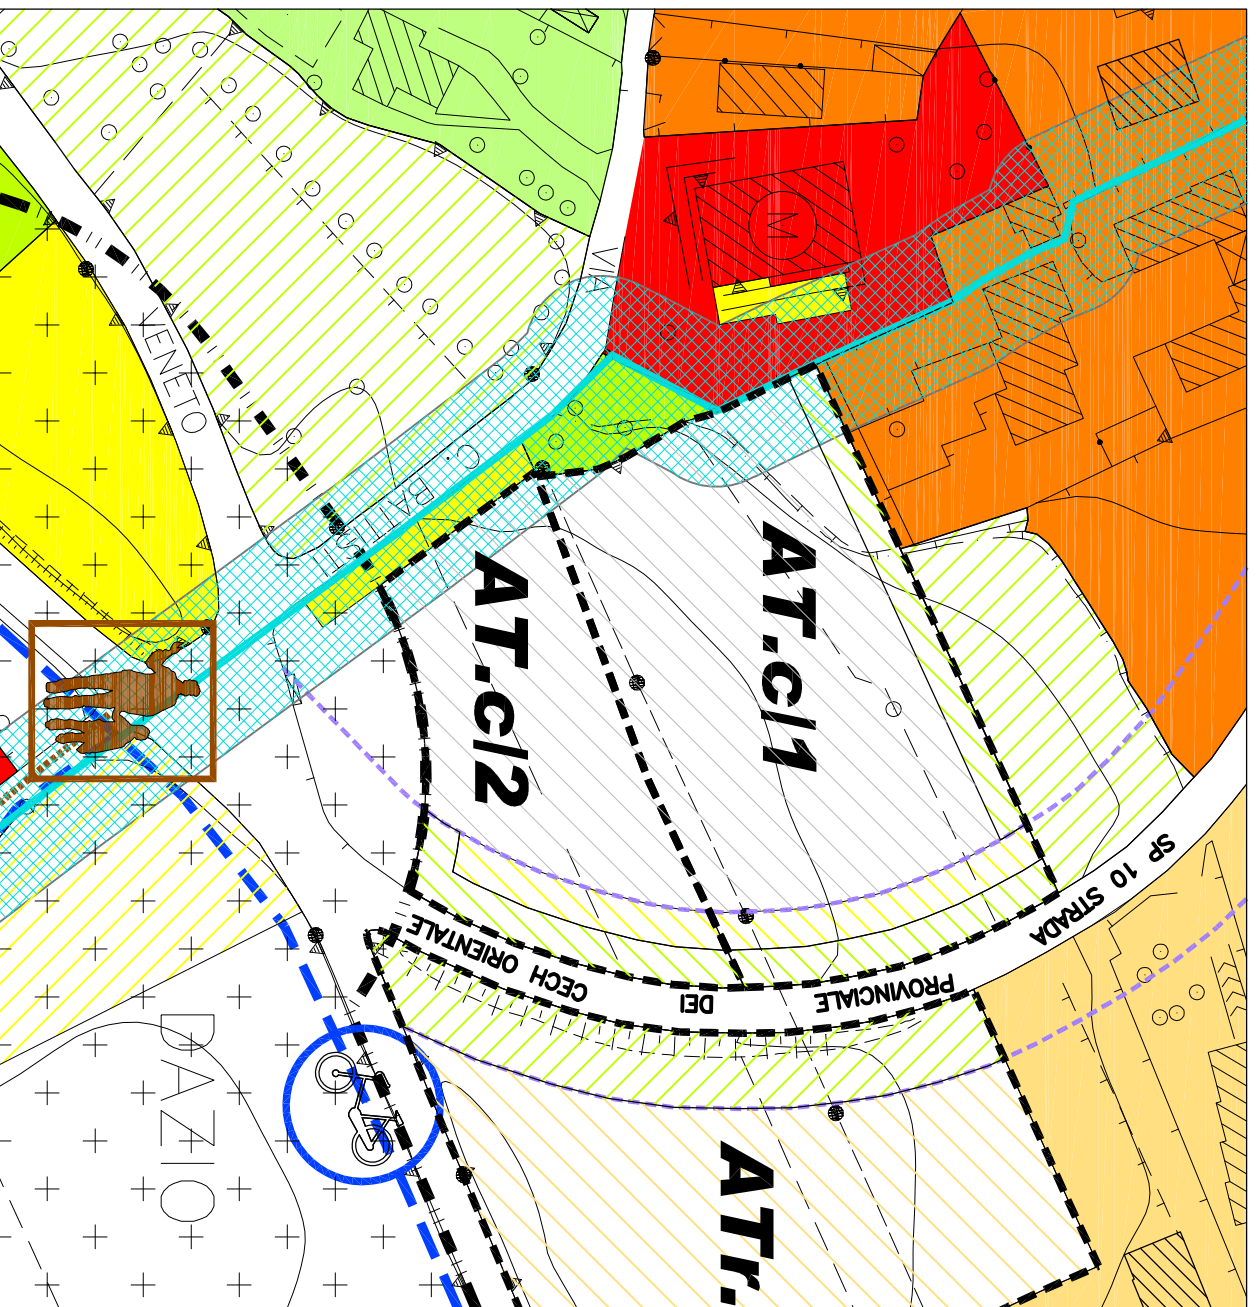 VIA
M
VENETO
C. BATTISTI
AT.c/1
AT.c/2
SP 10 STRADA PROVINCIALE DEI CECH ORIENTALE
DAZIO
ATr.